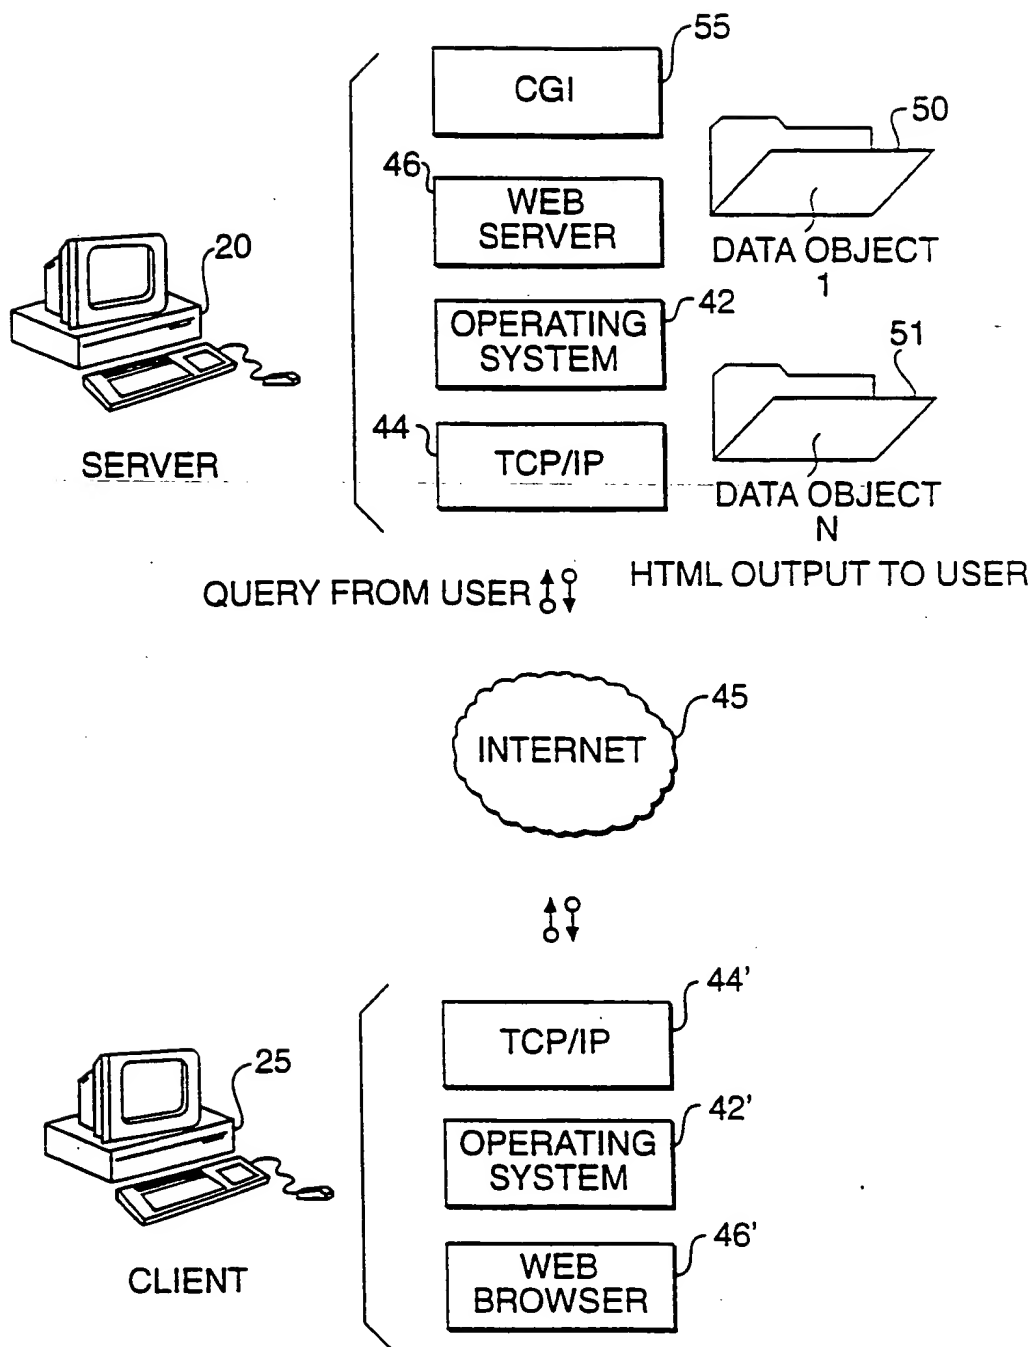 55
CGI
50
46
WEB
SERVER
DATA OBJECT
1
20
42
OPERATING
SYSTEM
51
44
TCP/IP
SERVER
DATA OBJECT
N
HTML OUTPUT TO USER
QUERY FROM USER
45
INTERNET
44'
TCP/IP
25
42'
OPERATING
SYSTEM
46'
WEB
BROWSER
CLIENT